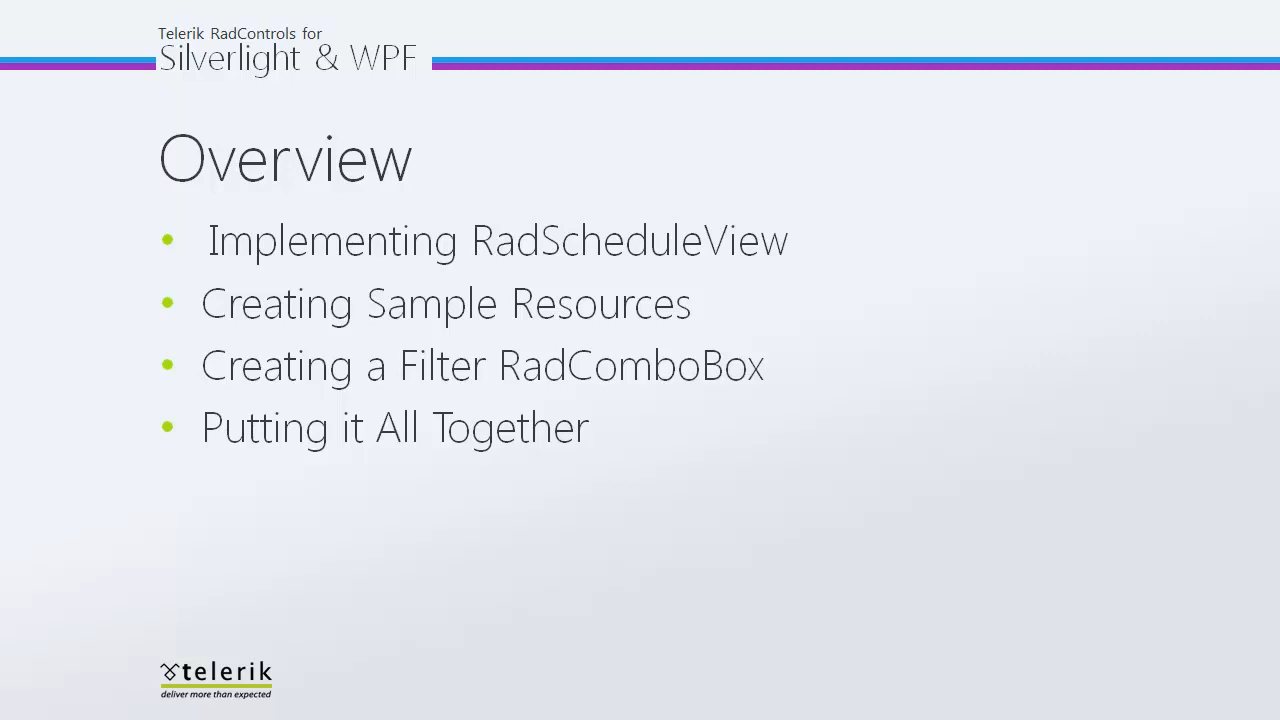 Telerik RadControls for
Silverlight & WPF
Overview
• Implementing RadScheduleView
• Creating Sample Resources
• Creating a Filter RadComboBox
• Putting it All Together
telerik
deliver more than expected